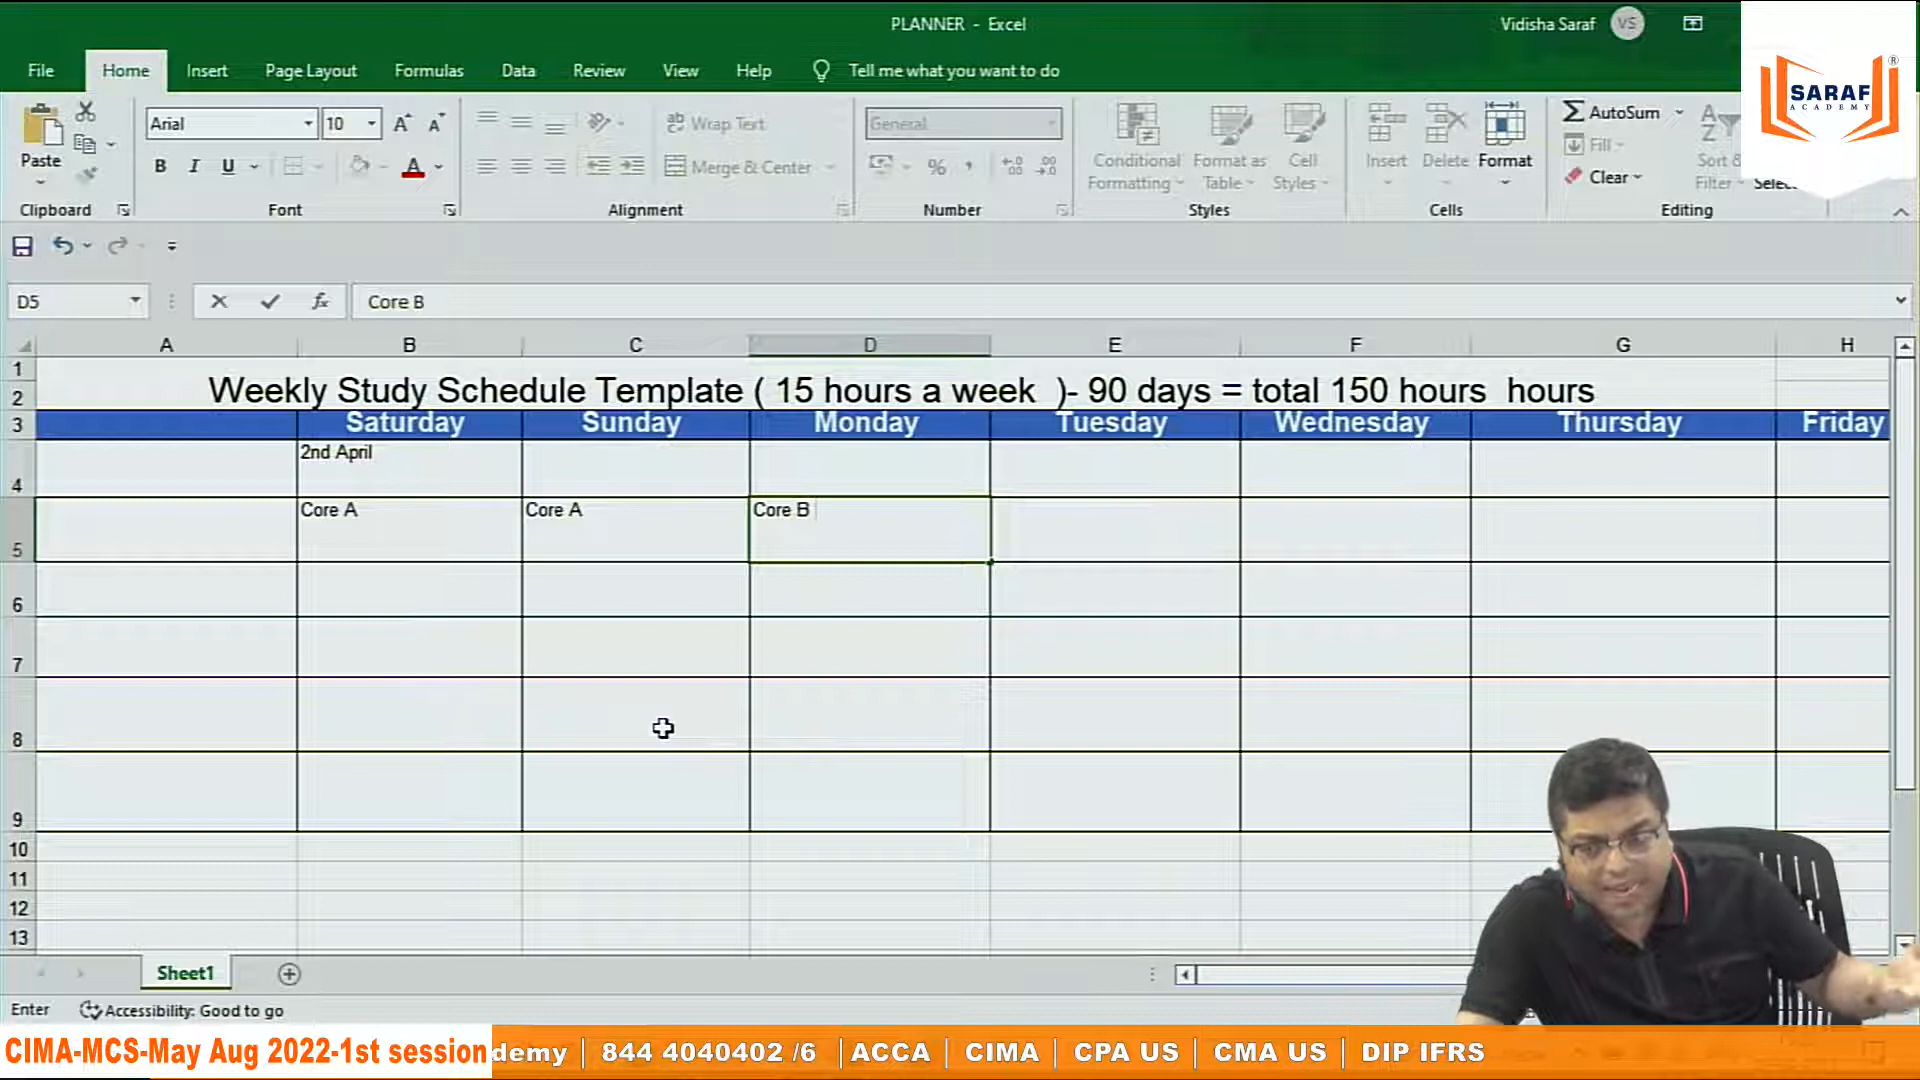 PLANNER - Excel
Vidisha Saraf VS
SARAF
ACADEMY
®
File Home Insert Page Layout Formulas Data Review View Help Tell me what you want to do
Paste
Arial 10
Wrap Text
General
Conditional Formatting
Format as Table
Cell Styles
Insert Delete Format
AutoSum
Fill
Clear
Sort &
Filter
B I U
Merge & Center
Clipboard Font Alignment Number Styles Cells Editing
D5 fx Core B
A B C D E F G H
1
2 Weekly Study Schedule Template ( 15 hours a week )- 90 days = total 150 hours hours
3 Saturday Sunday Monday Tuesday Wednesday Thursday Friday
4 2nd April
5 Core A Core A Core B
6
7
8
9
10
11
12
13
Sheet1
Enter Accessibility: Good to go
CIMA-MCS-May Aug 2022-1st session demy | 844 4040402 /6 | ACCA | CIMA | CPA US | CMA US | DIP IFRS